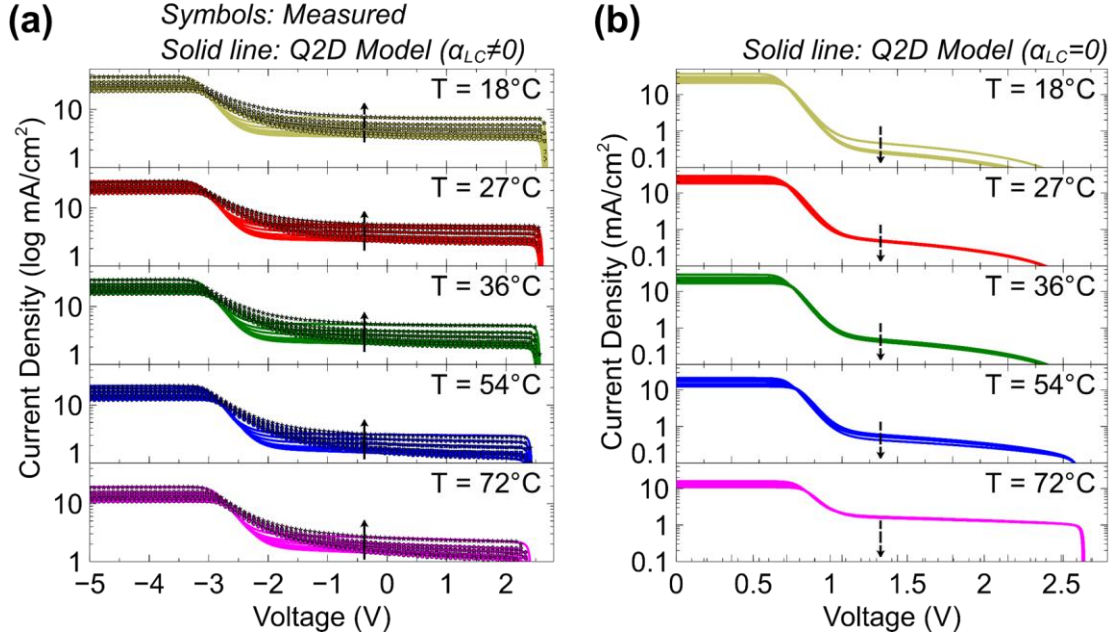 (a)
Symbols: Measured
Solid line: Q2D Model (α_LC≠0)
Current Density (log mA/cm²)
T = 18°C
10
1
T = 27°C
10
1
T = 36°C
10
1
T = 54°C
10
1
T = 72°C
10
1
−5 −4 −3 −2 −1 0 1 2
Voltage (V)
(b)
Solid line: Q2D Model (α_LC=0)
Current Density (mA/cm²)
T = 18°C
10
1
0.1
T = 27°C
10
1
0.1
T = 36°C
10
1
0.1
T = 54°C
10
1
0.1
T = 72°C
10
1
0.1
0 0.5 1 1.5 2 2.5
Voltage (V)